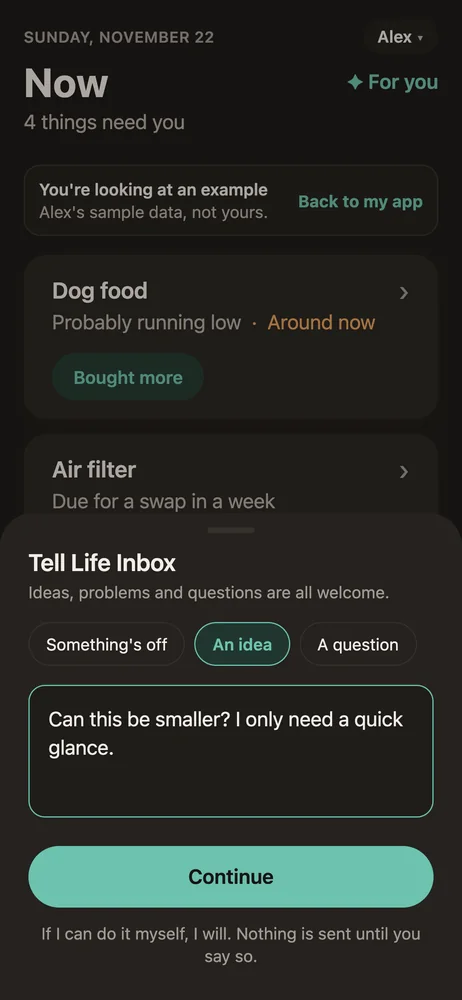 SUNDAY, NOVEMBER 22
Alex ▾
Now
✦ For you
4 things need you
You're looking at an example
Alex's sample data, not yours.
Back to my app
Dog food
Probably running low · Around now
Bought more
Air filter
Due for a swap in a week
Tell Life Inbox
Ideas, problems and questions are all welcome.
Something's off
An idea
A question
Can this be smaller? I only need a quick
glance.
Continue
If I can do it myself, I will. Nothing is sent until you
say so.